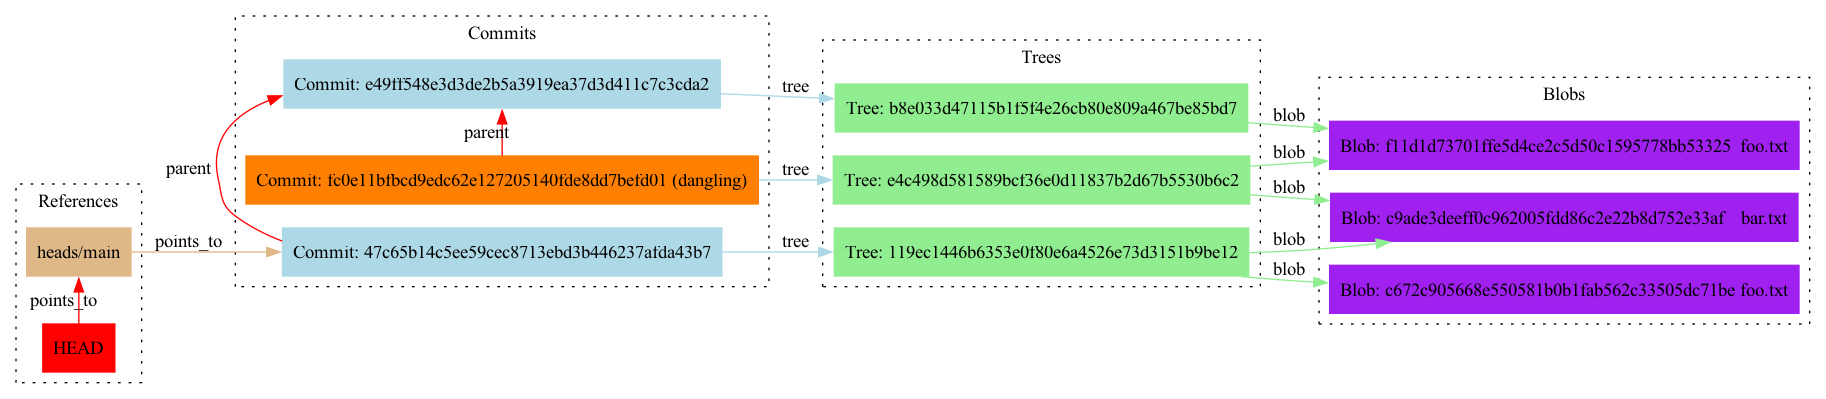 Commits
Commit: e49ff548e3d3de2b5a3919ea37d3d411c7c3cda2
parent
Commit: fc0e11bfbcd9edc62e127205140fde8dd7befd01 (dangling)
parent
Commit: 47c65b14c5ee59cec8713ebd3b446237afda43b7
References
heads/main
points_to
points_to
HEAD
tree
tree
tree
Trees
Tree: b8e033d47115b1f5f4e26cb80e809a467be85bd7
Tree: e4c498d581589bcf36e0d11837b2d67b5530b6c2
Tree: 119ec1446b6353e0f80e6a4526e73d3151b9be12
blob
blob
blob
blob
blob
Blobs
Blob: f11d1d73701ffe5d4ce2c5d50c1595778bb53325 foo.txt
Blob: c9ade3deeff0c962005fdd86c2e22b8d752e33af bar.txt
Blob: c672c905668e550581b0b1fab562c33505dc71be foo.txt